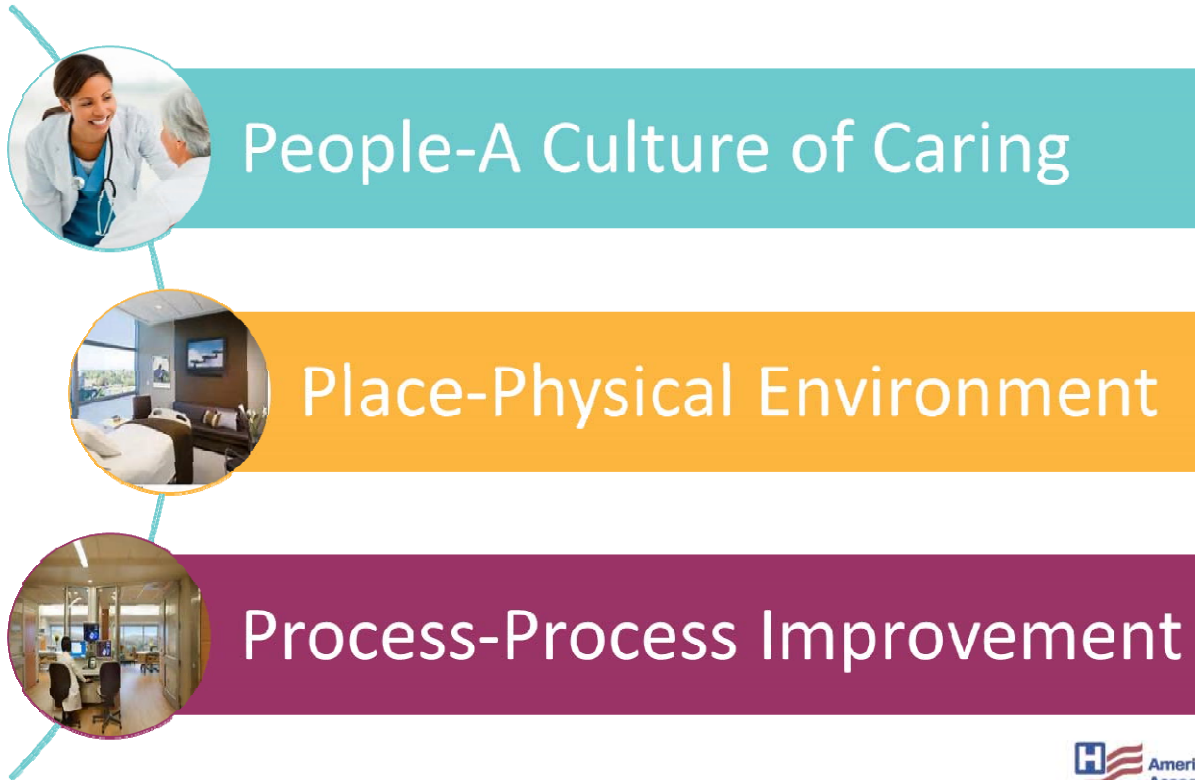 People-A Culture of Caring
Place-Physical Environment
Process-Process Improvement
H